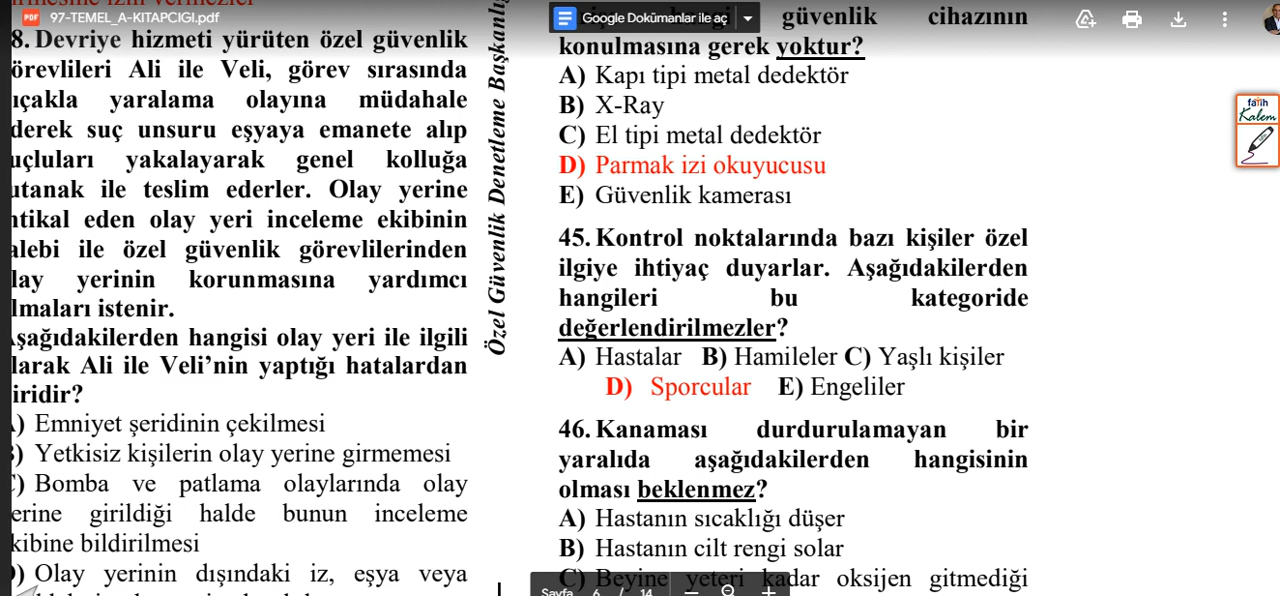 97-TEMEL_A-KITAPCIGI.pdf
Google Dokümanlar ile aç
8. Devriye hizmeti yürüten özel güvenlik
örevlileri Ali ile Veli, görev sırasında
ıçakla yaralama olayına müdahale
derek suç unsuru eşyaya emanete alıp
uçluları yakalayarak genel kolluğa
utanak ile teslim ederler. Olay yerine
ntikal eden olay yeri inceleme ekibinin
alebi ile özel güvenlik görevlilerinden
lay yerinin korunmasına yardımcı
lmaları istenir.
şağıdakilerden hangisi olay yeri ile ilgili
larak Ali ile Veli’nin yaptığı hatalardan
iridir?
) Emniyet şeridinin çekilmesi
) Yetkisiz kişilerin olay yerine girmemesi
) Bomba ve patlama olaylarında olay
erine girildiği halde bunun inceleme
kibine bildirilmesi
) Olay yerinin dışındaki iz, eşya veya
Özel Güvenlik Denetleme Başkanlığ
güvenlik cihazının
konulmasına gerek yoktur?
A) Kapı tipi metal dedektör
B) X-Ray
C) El tipi metal dedektör
D) Parmak izi okuyucusu
E) Güvenlik kamerası
45. Kontrol noktalarında bazı kişiler özel
ilgiye ihtiyaç duyarlar. Aşağıdakilerden
hangileri bu kategoride
değerlendirilmezler?
A) Hastalar B) Hamileler C) Yaşlı kişiler
D) Sporcular E) Engeliler
46. Kanaması durdurulamayan bir
yaralıda aşağıdakilerden hangisinin
olması beklenmez?
A) Hastanın sıcaklığı düşer
B) Hastanın cilt rengi solar
C) Beyine yeteri kadar oksijen gitmediği
Sayfa 6 / 14
fatih
Kalem